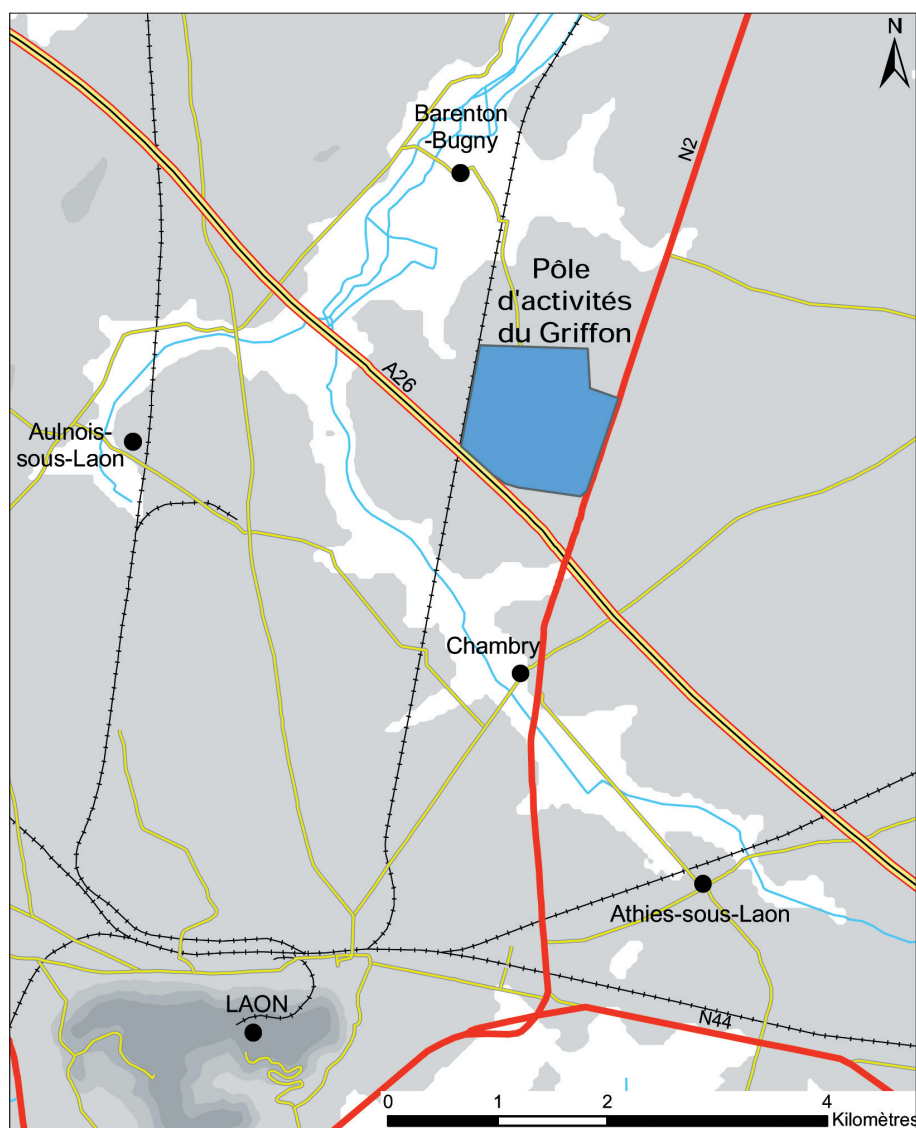 N
Barenton
-Bugny
N2
Pôle
d'activités
du Griffon
A26
Aulnois-
sous-Laon
Chambry
Athies-sous-Laon
LAON
N44
0 1 2 4
Kilomètres